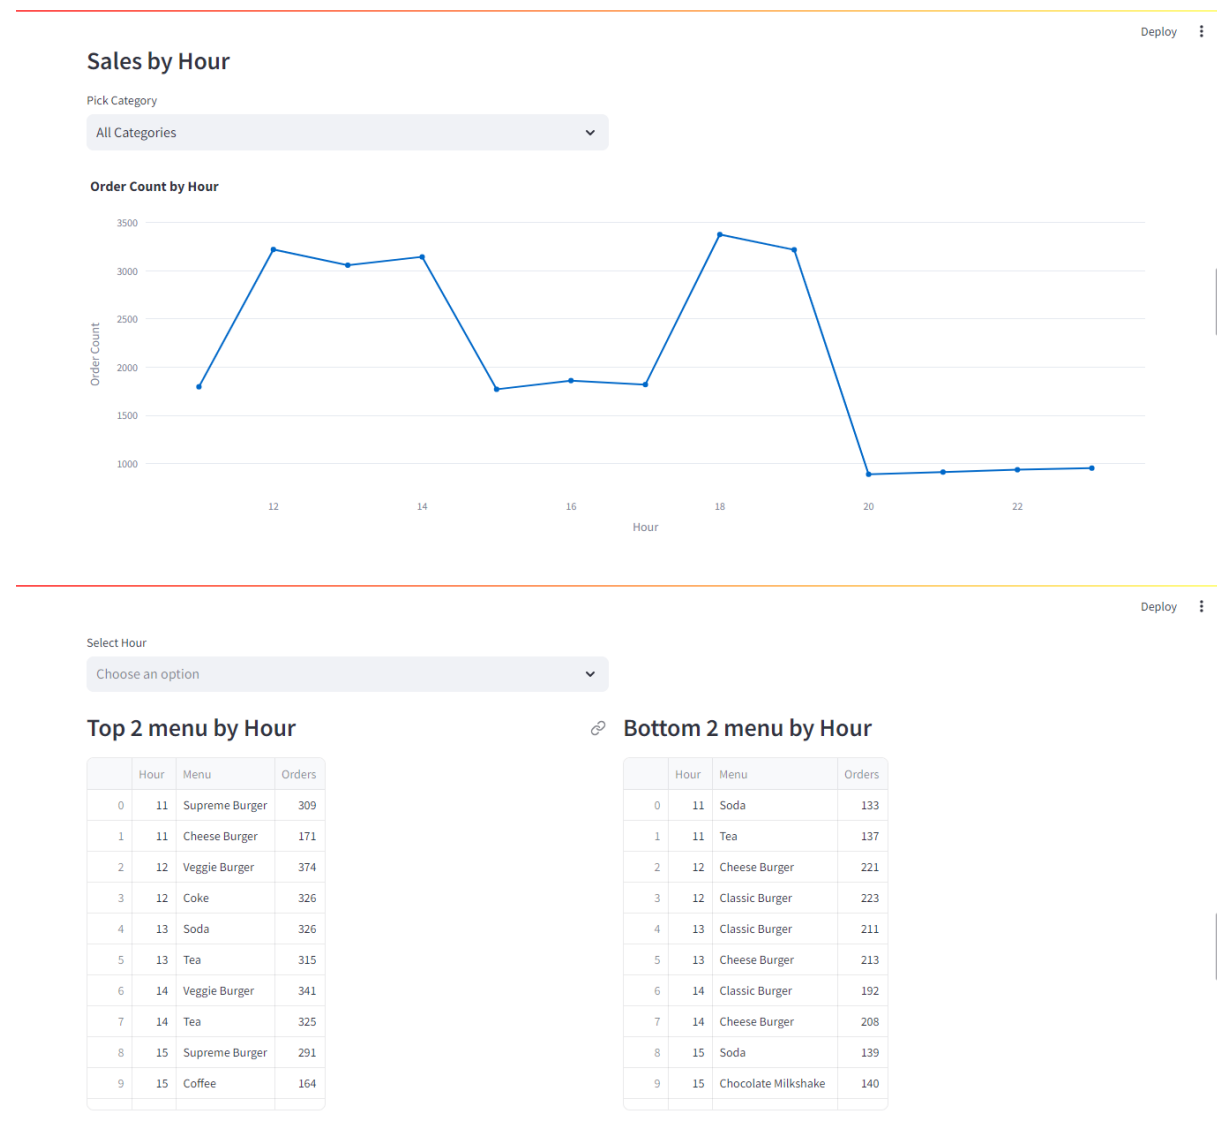 Deploy
Sales by Hour
Pick Category
All Categories
Order Count by Hour
3500
3000
2500
2000
1500
1000
Order Count
12 14 16 18 20 22
Hour
Deploy
Select Hour
Choose an option
Top 2 menu by Hour
Hour Menu Orders
0 11 Supreme Burger 309
1 11 Cheese Burger 171
2 12 Veggie Burger 374
3 12 Coke 326
4 13 Soda 326
5 13 Tea 315
6 14 Veggie Burger 341
7 14 Tea 325
8 15 Supreme Burger 291
9 15 Coffee 164
Bottom 2 menu by Hour
Hour Menu Orders
0 11 Soda 133
1 11 Tea 137
2 12 Cheese Burger 221
3 12 Classic Burger 223
4 13 Classic Burger 211
5 13 Cheese Burger 213
6 14 Classic Burger 192
7 14 Cheese Burger 208
8 15 Soda 139
9 15 Chocolate Milkshake 140